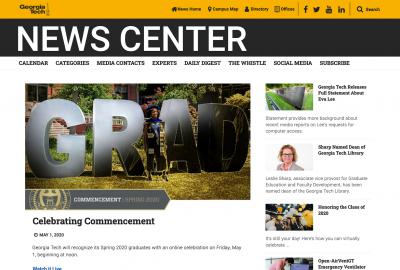 Georgia
Tech
News Home Campus Map Directory Offices Search
NEWS CENTER
CALENDAR CATEGORIES MEDIA CONTACTS EXPERTS DAILY DIGEST THE WHISTLE SOCIAL MEDIA SUBSCRIBE
GRAD
COMMENCEMENT SPRING 2020
Celebrating Commencement
MAY 1, 2020
Georgia Tech will recognize its Spring 2020 graduates with an online celebration on Friday, May
1, beginning at noon.
Watch It Live
Georgia Tech Releases
Full Statement About
Eva Lee
Statement provides more background about
recent media reports on Lee's requests for
computer access.
Sharp Named Dean of
Georgia Tech Library
Leslie Sharp, associate vice provost for Graduate
Education and Faculty Development, has been
named dean of the Georgia Tech Library.
Honoring the Class of
2020
It's still your day! Here's how you can virtually
celebrate ...
Open-AirVentGT
Emergency Ventilator